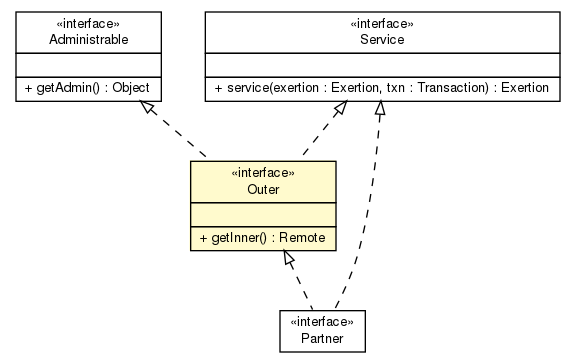 «interface»
Administrable
+ getAdmin() : Object
«interface»
Service
+ service(exertion : Exertion, txn : Transaction) : Exertion
«interface»
Outer
+ getInner() : Remote
«interface»
Partner